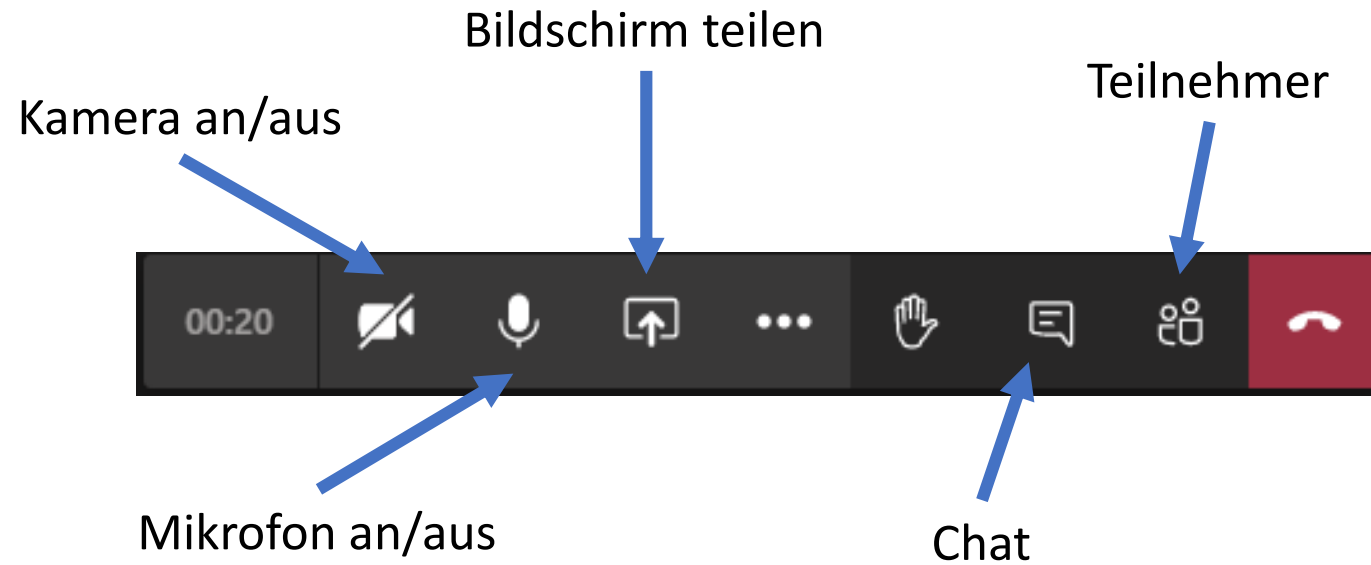 Bildschirm teilen
Teilnehmer
Kamera an/aus
00:20
Mikrofon an/aus
Chat